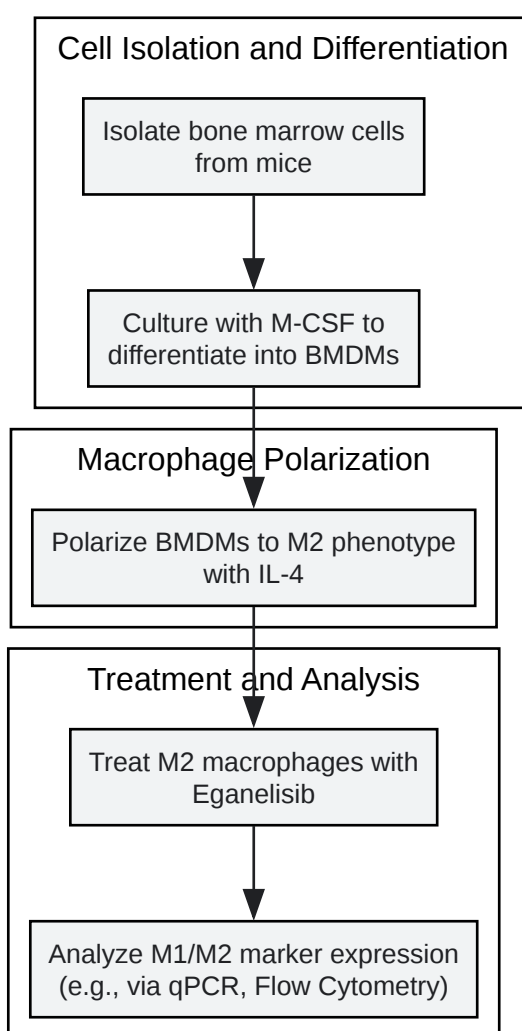 Cell Isolation and Differentiation
Isolate bone marrow cells
from mice
Culture with M-CSF to
differentiate into BMDMs
Macrophage Polarization
Polarize BMDMs to M2 phenotype
with IL-4
Treatment and Analysis
Treat M2 macrophages with
Eganelisib
Analyze M1/M2 marker expression
(e.g., via qPCR, Flow Cytometry)